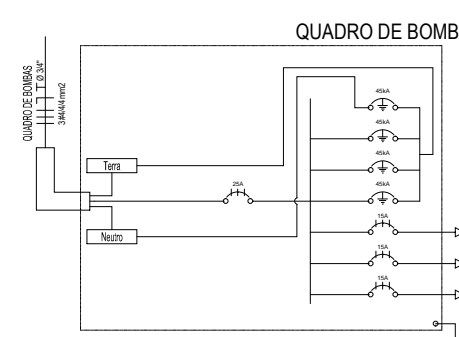 QUADRO DE BOMB
QUADRO DE BOMBAS
T Ø 3/4"
3#4/4/4 mm2
45kA
45kA
45kA
Terra
25A
45kA
15A
Neutro
15A
15A